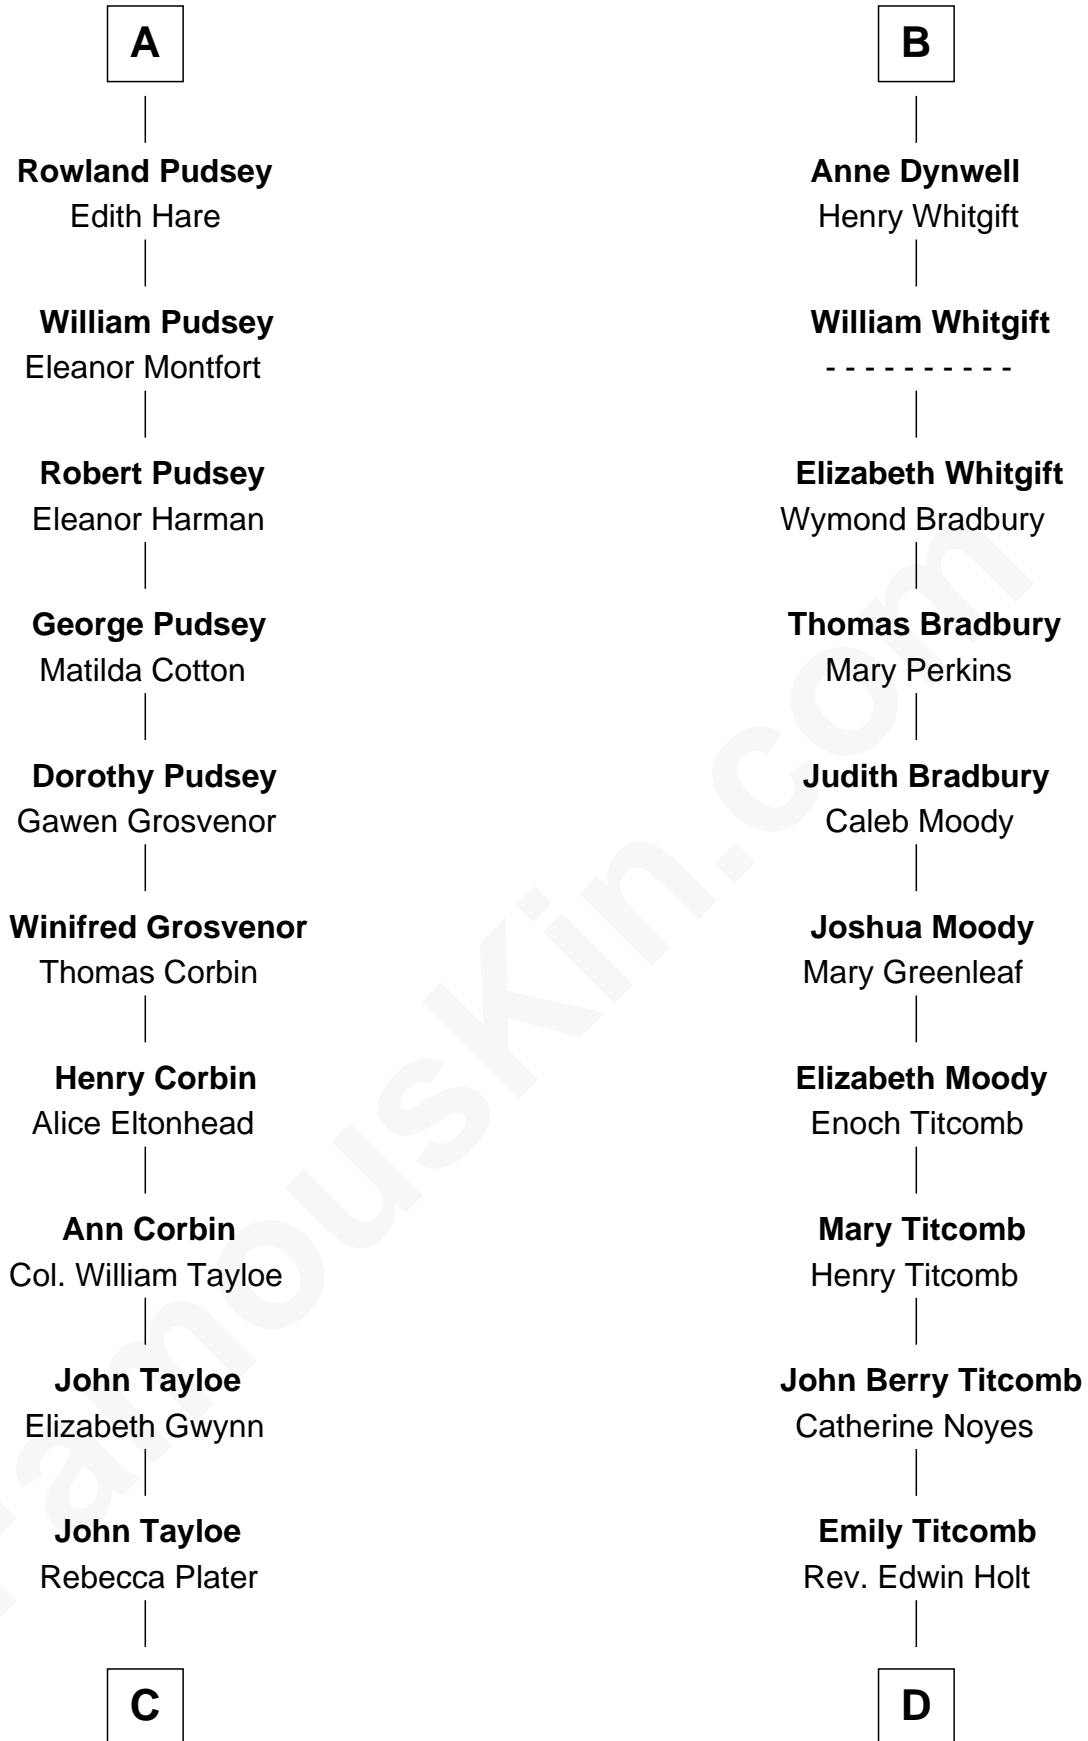 A
Rowland Pudsey
Edith Hare
William Pudsey
Eleanor Montfort
Robert Pudsey
Eleanor Harman
George Pudsey
Matilda Cotton
Dorothy Pudsey
Gawen Grosvenor
Winifred Grosvenor
Thomas Corbin
Henry Corbin
Alice Eltonhead
Ann Corbin
Col. William Tayloe
John Tayloe
Elizabeth Gwynn
John Tayloe
Rebecca Plater
C
B
Anne Dynwell
Henry Whitgift
William Whitgift
- - - - - - - - - -
Elizabeth Whitgift
Wymond Bradbury
Thomas Bradbury
Mary Perkins
Judith Bradbury
Caleb Moody
Joshua Moody
Mary Greenleaf
Elizabeth Moody
Enoch Titcomb
Mary Titcomb
Henry Titcomb
John Berry Titcomb
Catherine Noyes
Emily Titcomb
Rev. Edwin Holt
D
FamousKin.com